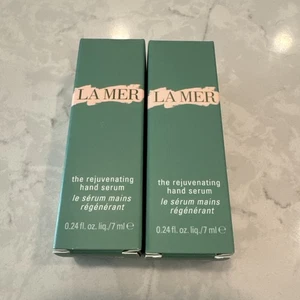 LA MER
the rejuvenating
hand serum
le sérum mains
régénérant
0.24 fl. oz. liq./7 ml ℮
LA MER
the rejuvenating
hand serum
le sérum mains
régénérant
0.24 fl. oz. liq./7 ml ℮